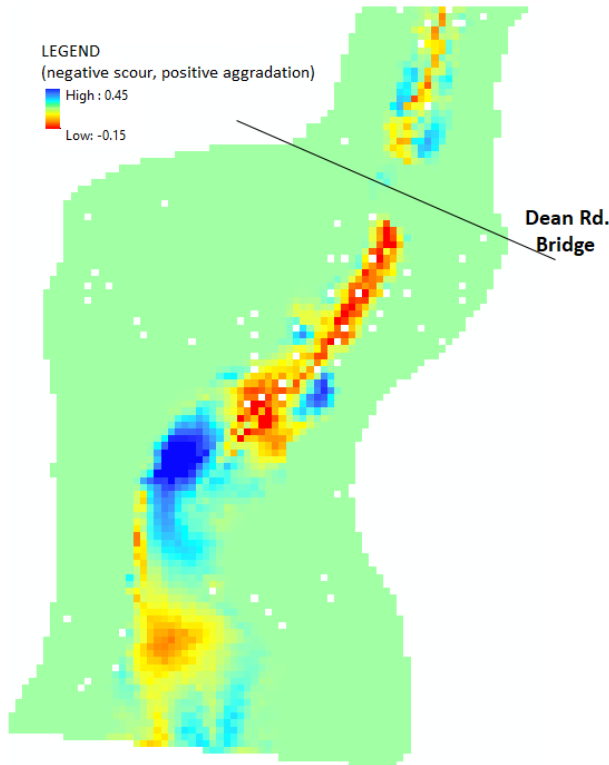 LEGEND
(negative scour, positive aggradation)
High : 0.45
Low: -0.15
Dean Rd.
Bridge